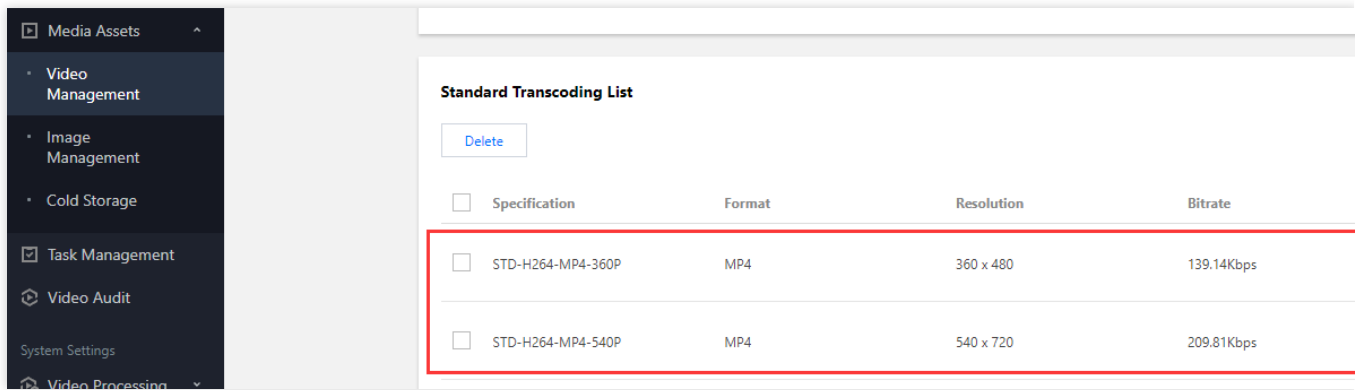 Media Assets
Video
Management
Image
Management
Cold Storage
Task Management
Video Audit
System Settings
Video Processing
Standard Transcoding List
Delete
Specification Format Resolution Bitrate
STD-H264-MP4-360P MP4 360 x 480 139.14Kbps
STD-H264-MP4-540P MP4 540 x 720 209.81Kbps